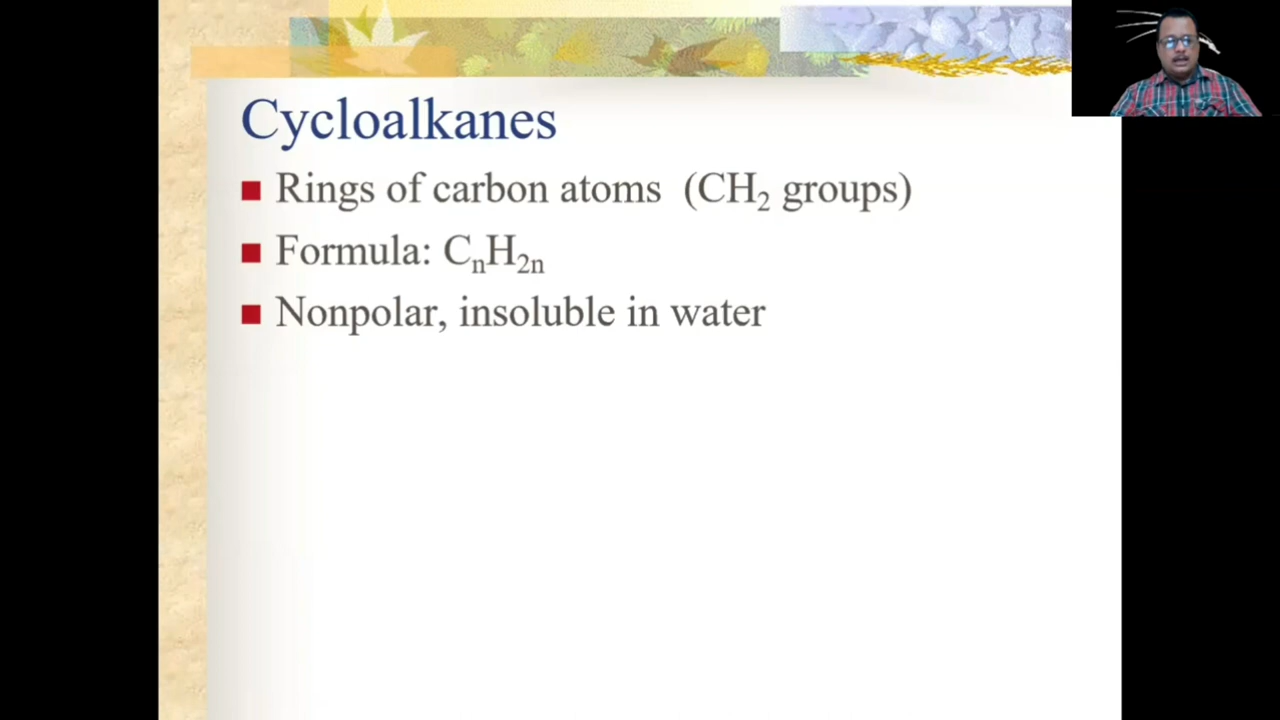 Cycloalkanes
Rings of carbon atoms (CH₂ groups)
Formula: CₙH₂ₙ
Nonpolar, insoluble in water